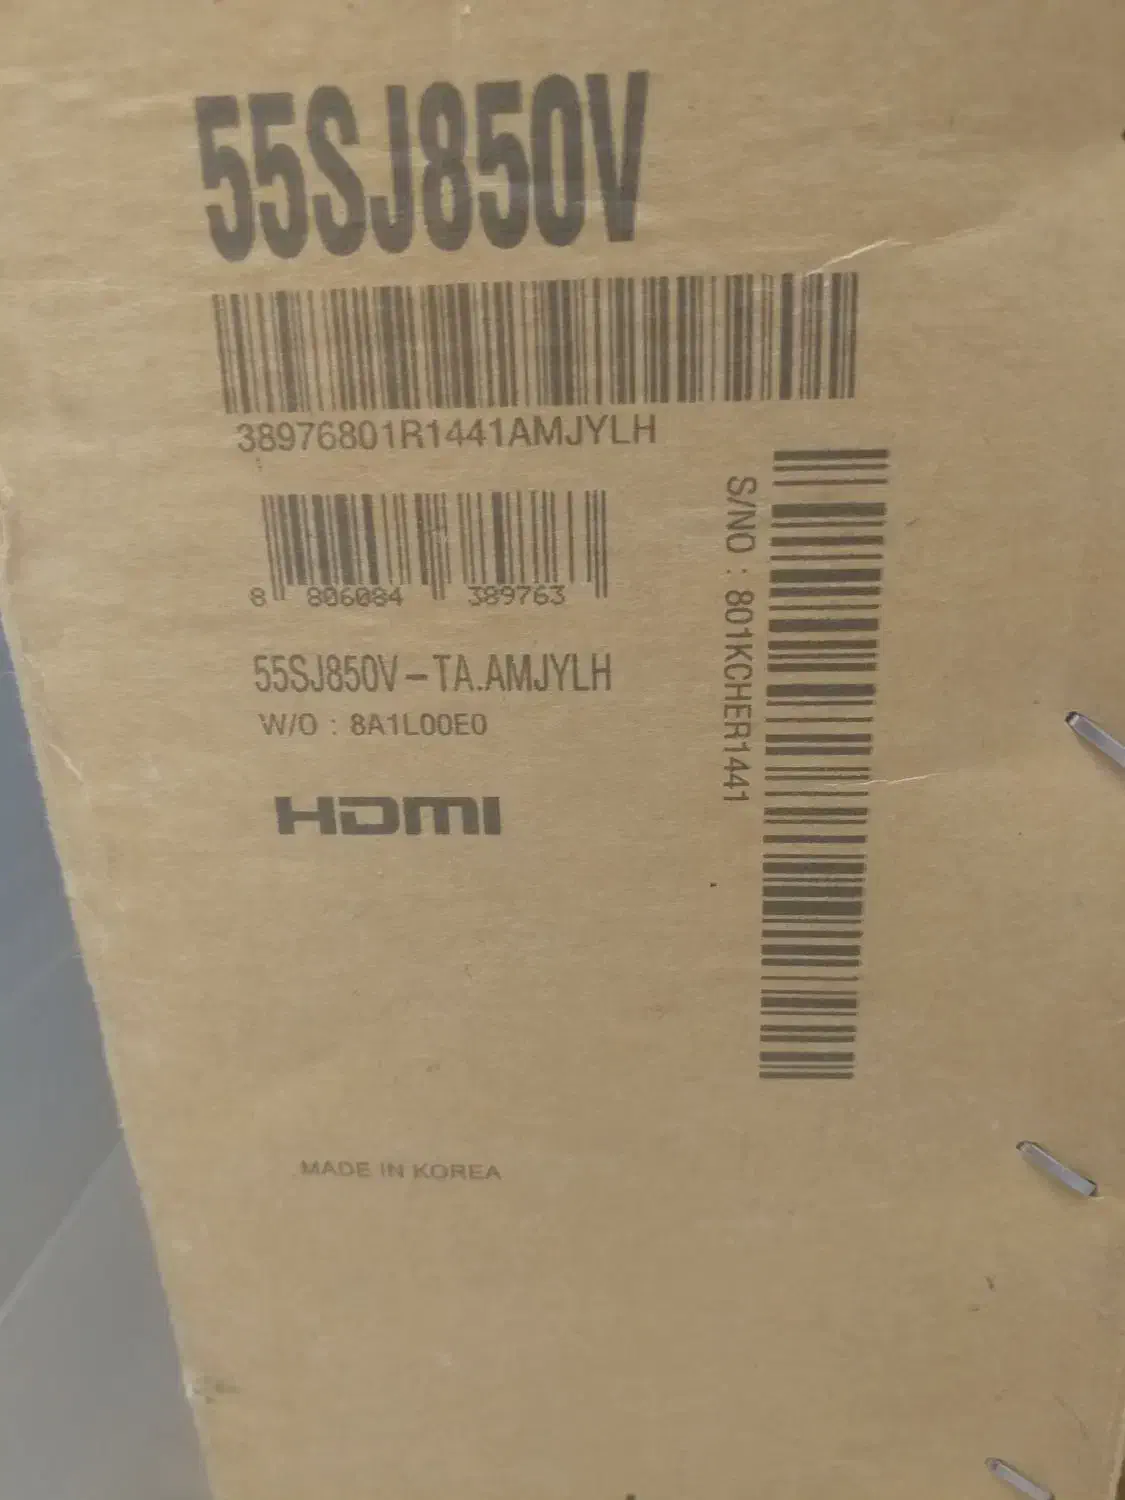 55SJ850V
38976801R1441AMJYLH
8 806084 389763
55SJ850V-TA.AMJYLH
W/O : 8A1L00E0
HDMI
S/NO : 801KCHER1441
MADE IN KOREA